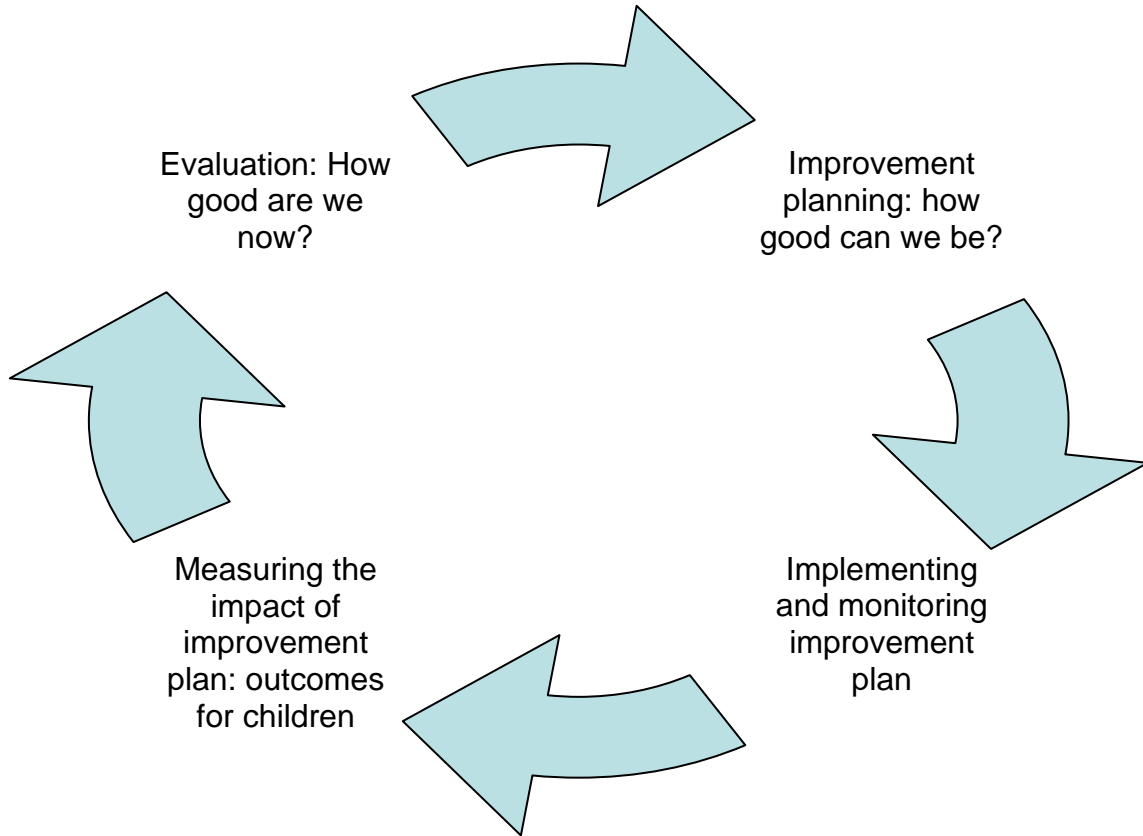 Evaluation: How
good are we
now?
Improvement
planning: how
good can we be?
Implementing
and monitoring
improvement
plan
Measuring the
impact of
improvement
plan: outcomes
for children